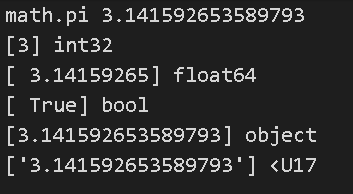 math.pi 3.141592653589793
[3] int32
[ 3.14159265] float64
[ True] bool
[3.141592653589793] object
['3.141592653589793'] <U17